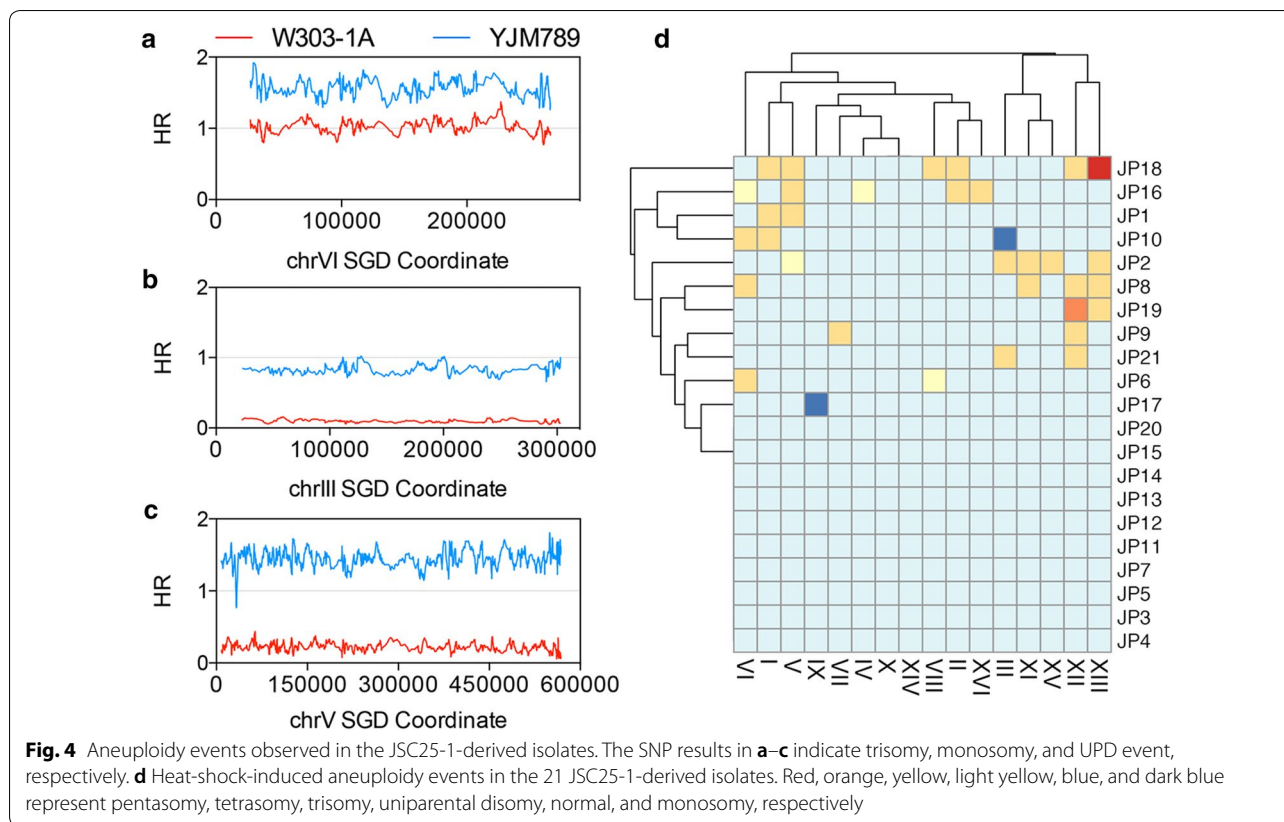 a
W303-1A
YJM789
2
1
0
HR
100000
200000
chrVI SGD Coordinate
b
2
1
0
HR
0
100000
200000
300000
chrIII SGD Coordinate
c
2
1
0
HR
0
150000
300000
450000
600000
chrV SGD Coordinate
d
JP18
JP16
JP1
JP10
JP2
JP8
JP19
JP9
JP21
JP6
JP17
JP20
JP15
JP14
JP13
JP12
JP11
JP7
JP5
JP3
JP4
VI I V IX VII IV X XIV VIII II XVI III XI XV XII XIII
Fig. 4 Aneuploidy events observed in the JSC25-1-derived isolates. The SNP results in a–c indicate trisomy, monosomy, and UPD event,
respectively. d Heat-shock-induced aneuploidy events in the 21 JSC25-1-derived isolates. Red, orange, yellow, light yellow, blue, and dark blue
represent pentasomy, tetrasomy, trisomy, uniparental disomy, normal, and monosomy, respectively